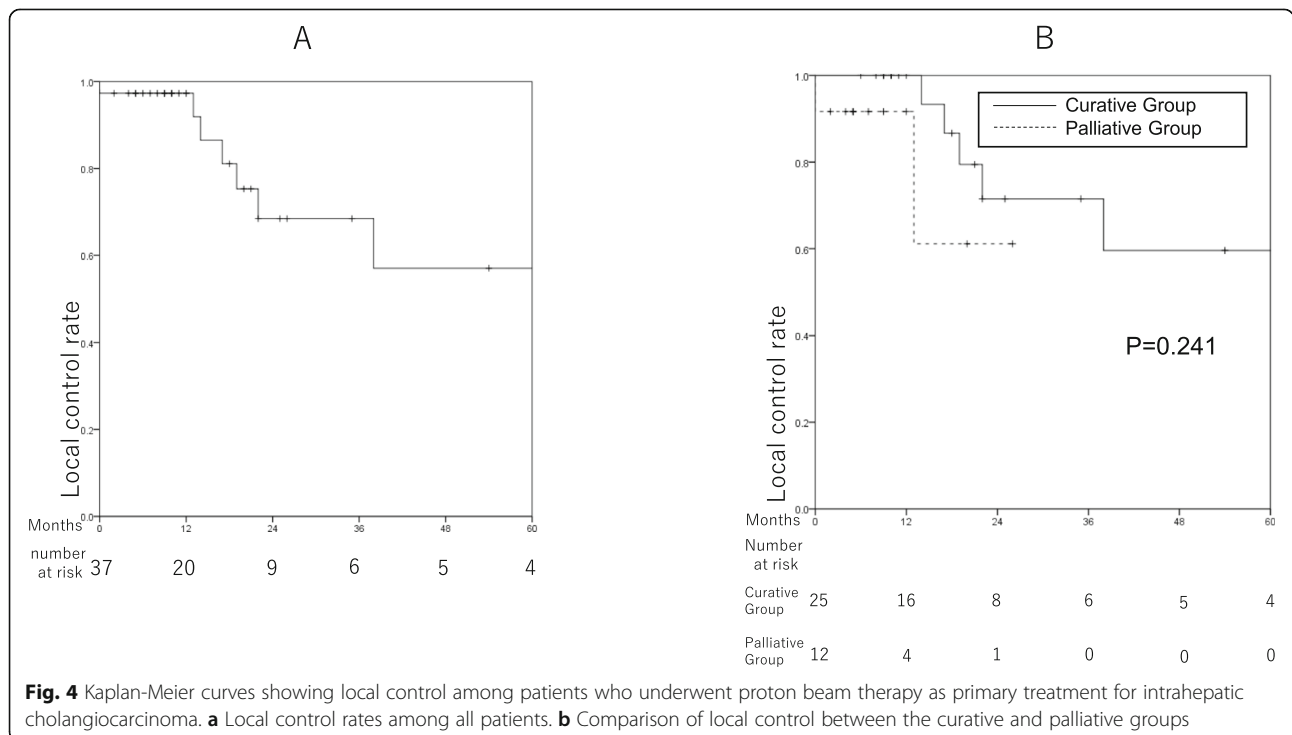 A
1.0
0.8
0.6
0.4
0.2
0.0
Local control rate
Months
0 12 24 36 48 60
number
at risk 37 20 9 6 5 4
B
1.0
0.8
0.6
0.4
0.2
0.0
Local control rate
Curative Group
Palliative Group
P=0.241
Months
0 12 24 36 48 60
Number
at risk
Curative
Group 25 16 8 6 5 4
Palliative
Group 12 4 1 0 0 0
Fig. 4 Kaplan-Meier curves showing local control among patients who underwent proton beam therapy as primary treatment for intrahepatic
cholangiocarcinoma. a Local control rates among all patients. b Comparison of local control between the curative and palliative groups